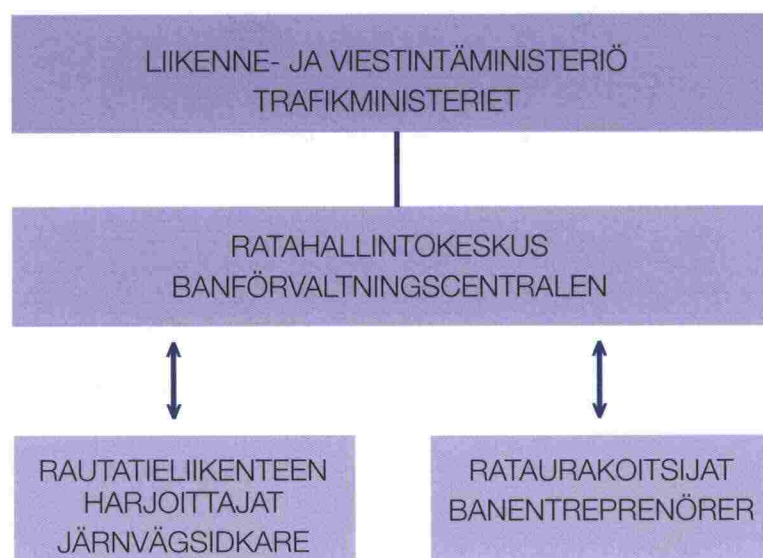 LIIKENNE- JA VIESTINTÄMINISTERIÖ
TRAFIKMINISTERIET
RATAHALLINTOKESKUS
BANFÖRVALTNINGSCENTRALEN
RAUTATIELIIKENTEEN
HARJOITTAJAT
JÄRNVÄGSIDKARE
RATAURAKOITSIJAT
BANENTREPRENÖRER